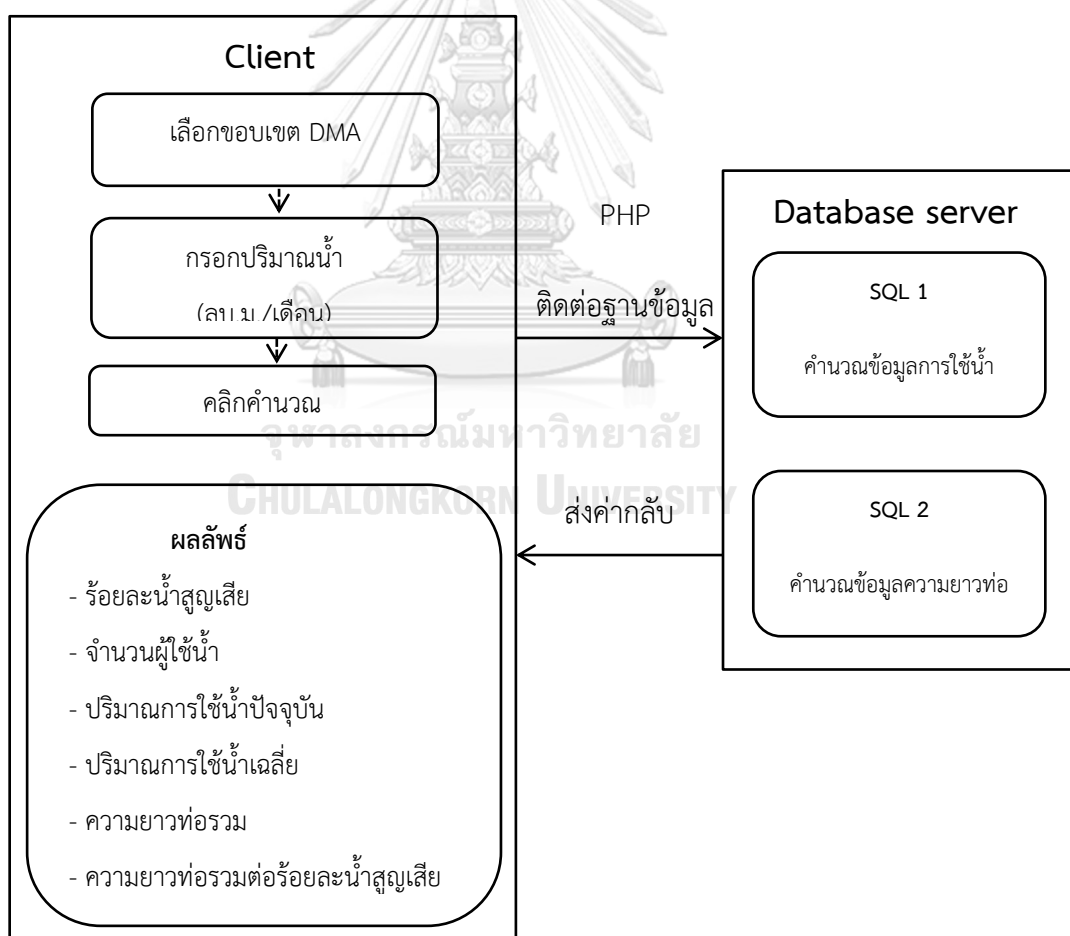 Client
เลือกขอบเขต DMA
กรอกปริมาณน้ำ
(ลบ.ม./เดือน)
คลิกคำนวณ
ผลลัพธ์
- ร้อยละน้ำสูญเสีย
- จำนวนผู้ใช้น้ำ
- ปริมาณการใช้น้ำปัจจุบัน
- ปริมาณการใช้น้ำเฉลี่ย
- ความยาวท่อรวม
- ความยาวท่อรวมต่อร้อยละน้ำสูญเสีย
PHP
ติดต่อฐานข้อมูล
ส่งค่ากลับ
Database server
SQL 1
คำนวณข้อมูลการใช้น้ำ
SQL 2
คำนวณข้อมูลความยาวท่อ
จุฬาลงกรณ์มหาวิทยาลัย
CHULALONGKORN UNIVERSITY